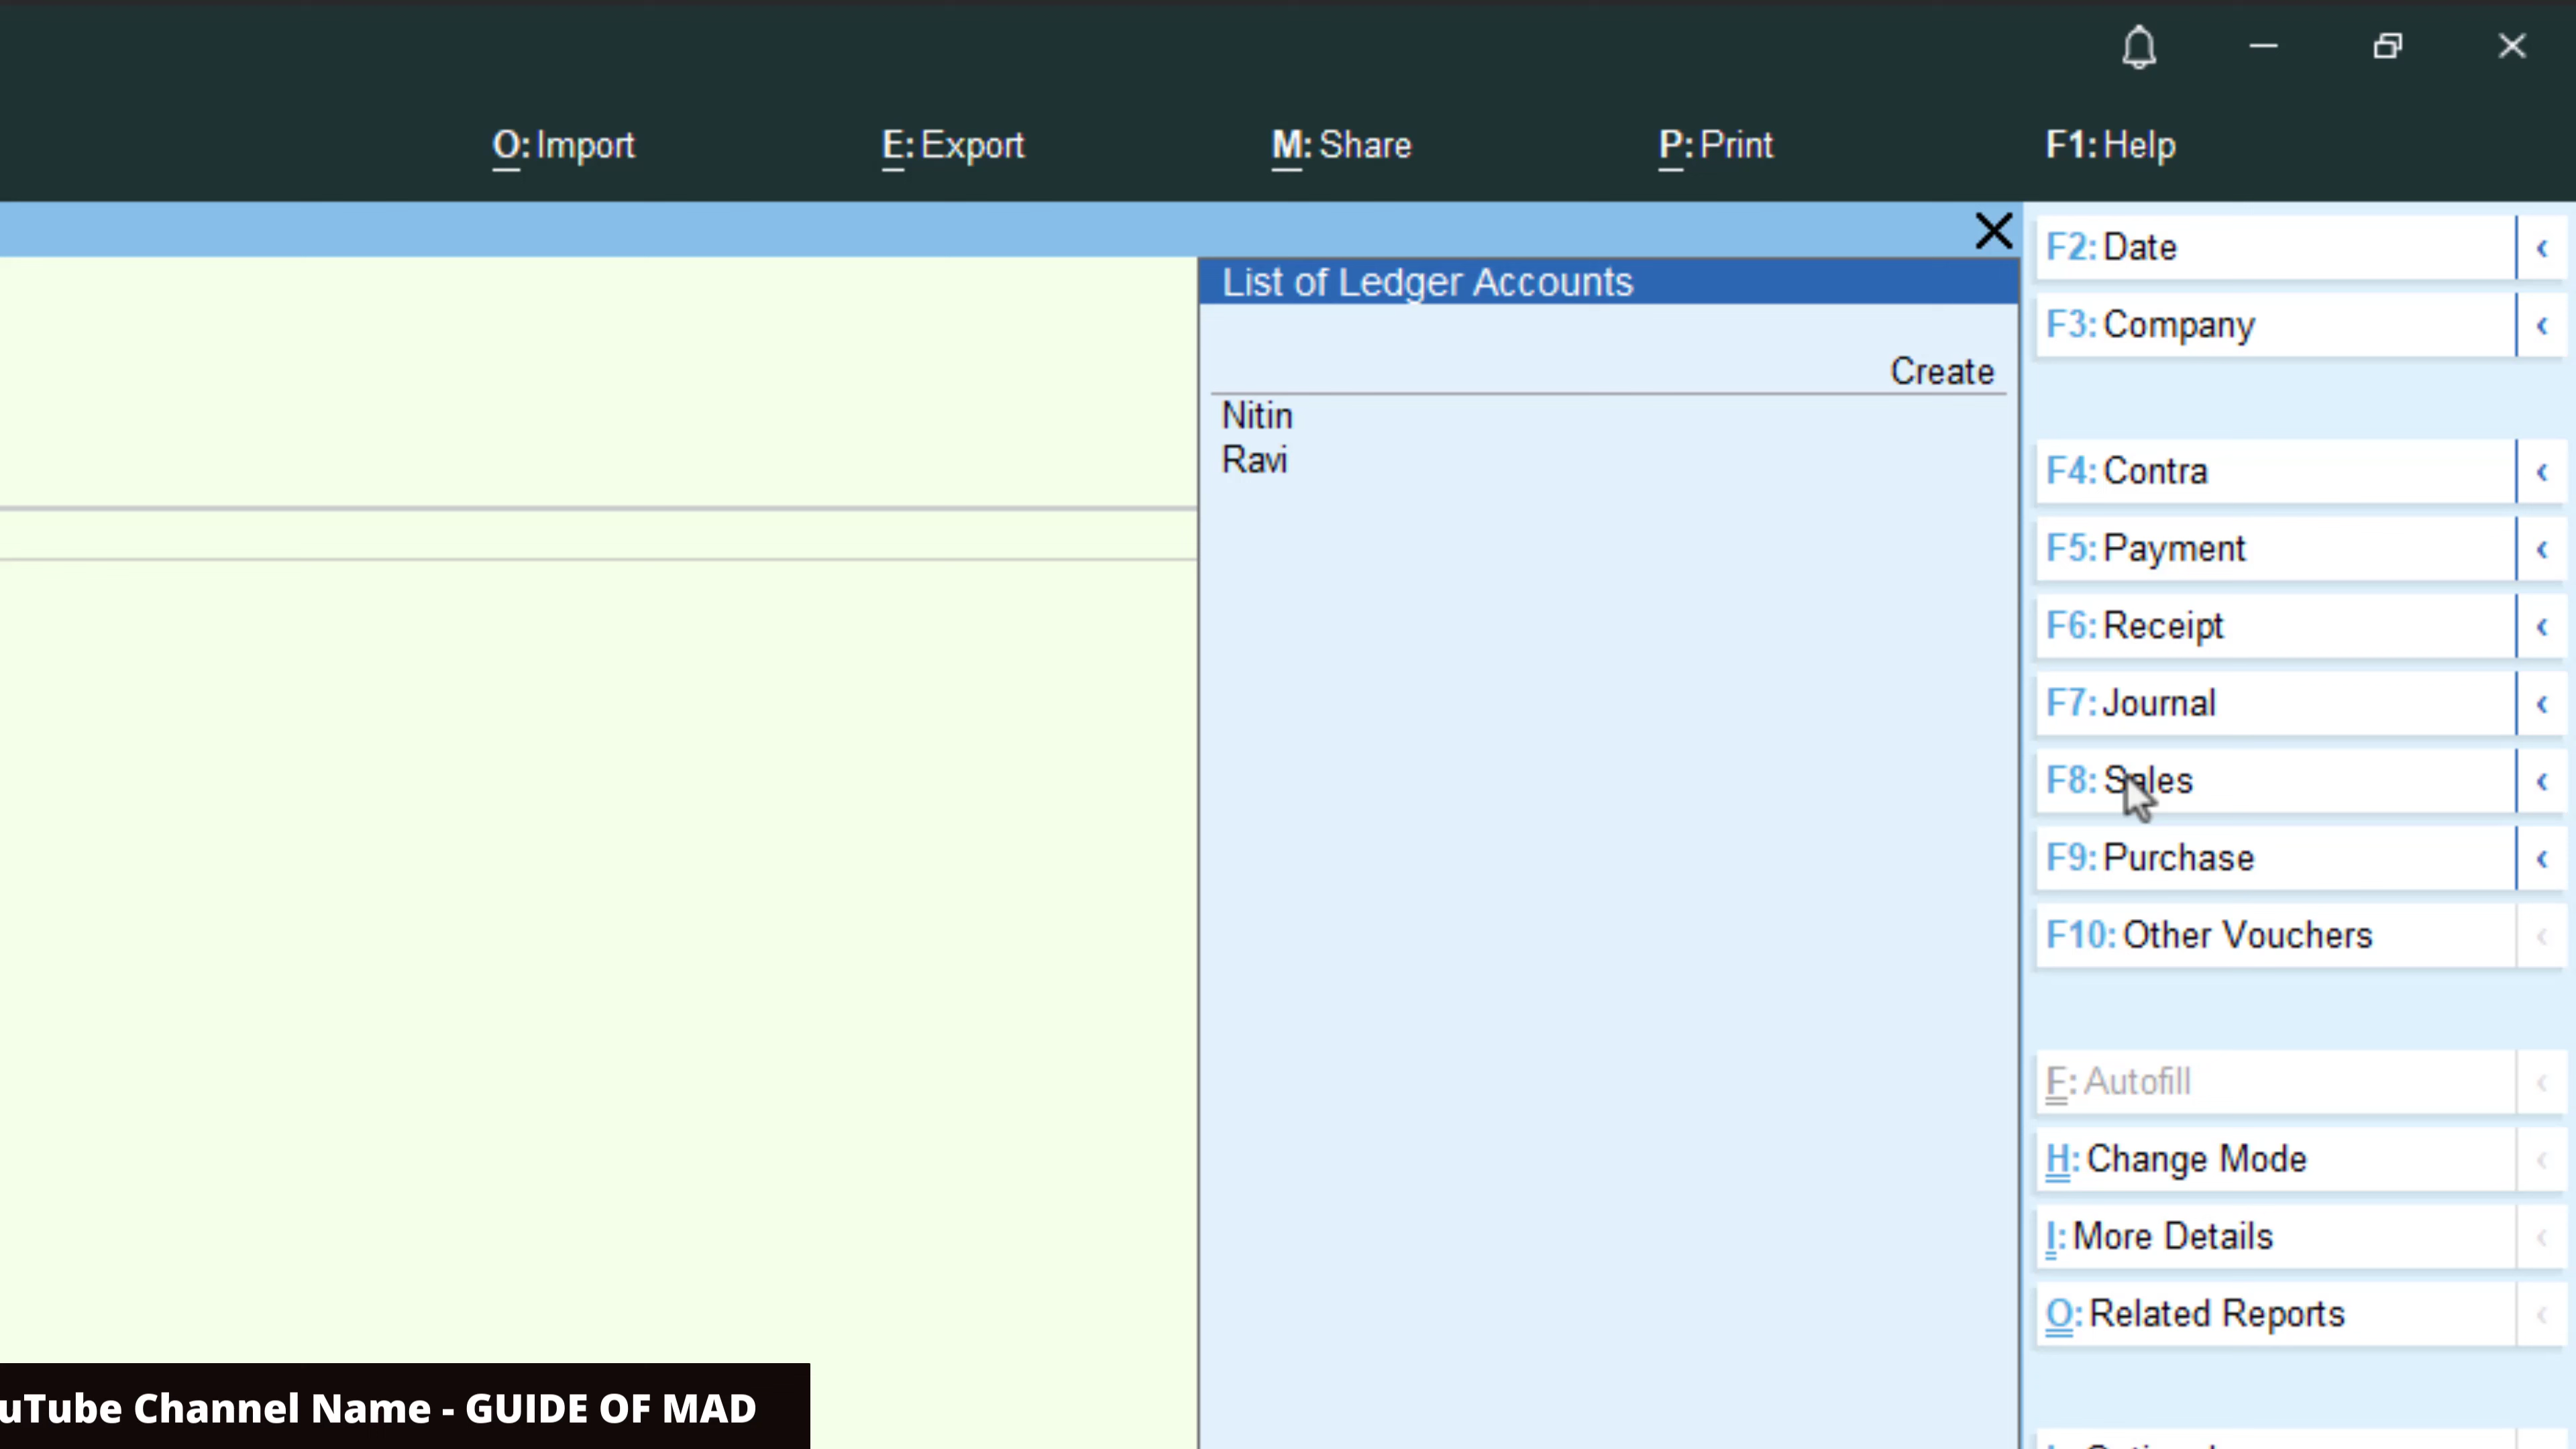 O: Import E: Export M: Share P: Print F1: Help
List of Ledger Accounts
Create
Nitin
Ravi
F2: Date
F3: Company
F4: Contra
F5: Payment
F6: Receipt
F7: Journal
F8: Sales
F9: Purchase
F10: Other Vouchers
F: Autofill
H: Change Mode
I: More Details
O: Related Reports
uTube Channel Name - GUIDE OF MAD